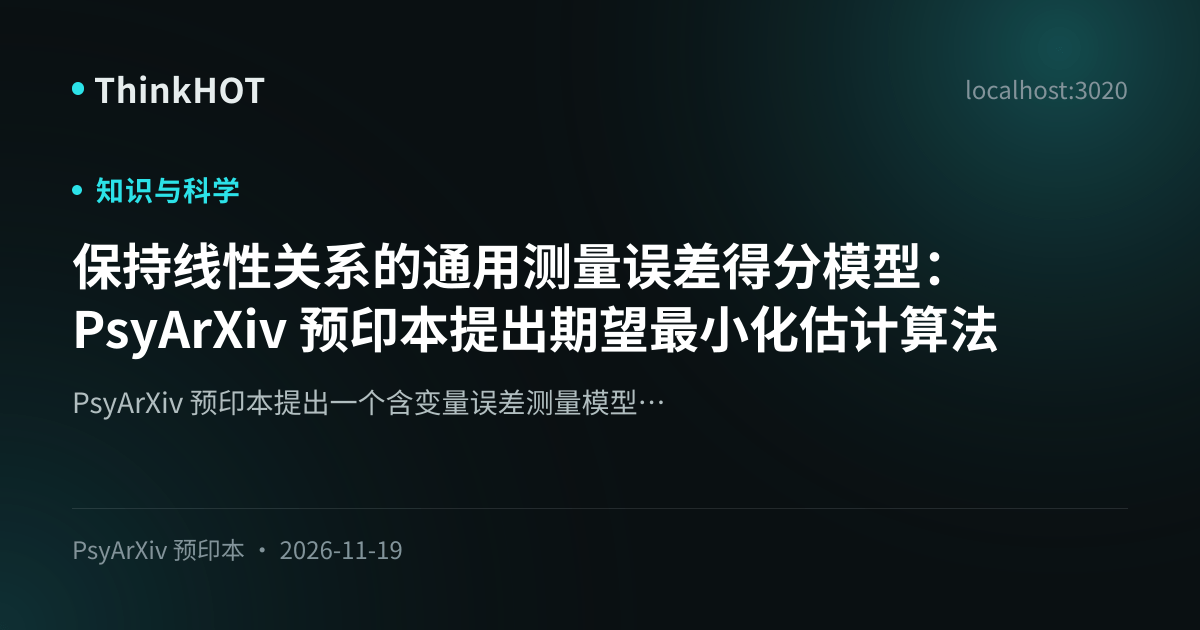 ThinkHOT
localhost:3020
知识与科学
保持线性关系的通用测量误差得分模型：
PsyArXiv 预印本提出期望最小化估计算法
PsyArXiv 预印本提出一个含变量误差测量模型…
PsyArXiv 预印本 · 2026-11-19